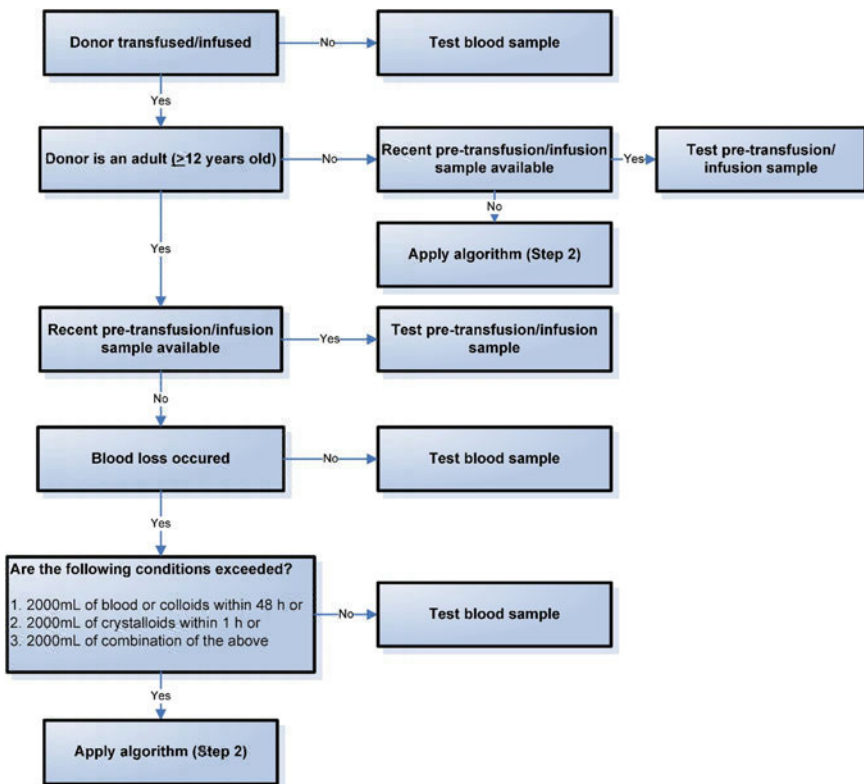 Donor transfused/infused
No
Test blood sample
Yes
Donor is an adult (≥12 years old)
No
Recent pre-transfusion/infusion
sample available
Yes
Test pre-transfusion/
infusion sample
No
Apply algorithm (Step 2)
Yes
Recent pre-transfusion/infusion
sample available
Yes
Test pre-transfusion/infusion
sample
No
Blood loss occured
No
Test blood sample
Yes
Are the following conditions exceeded?
1. 2000mL of blood or colloids within 48 h or
2. 2000mL of crystalloids within 1 h or
3. 2000mL of combination of the above
No
Test blood sample
Yes
Apply algorithm (Step 2)